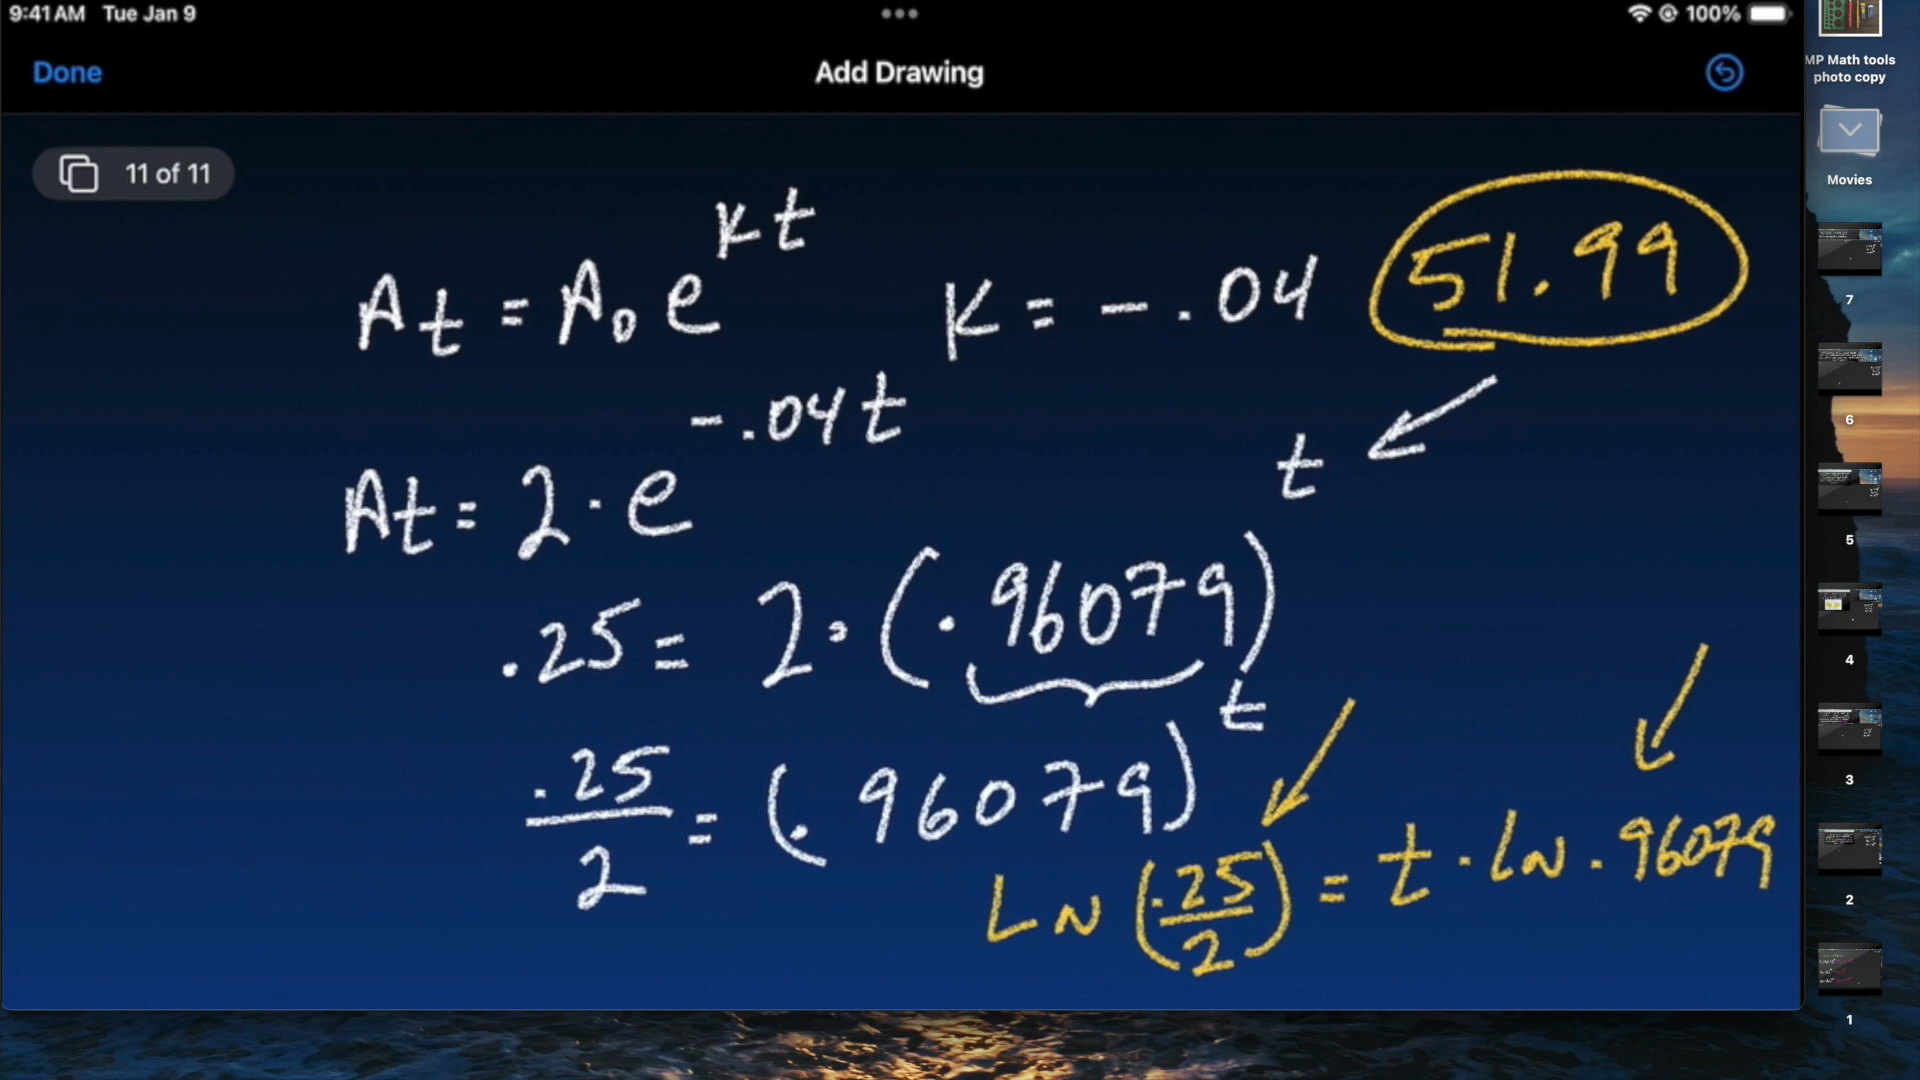 9:41 AM Tue Jan 9
100%
Done
Add Drawing
11 of 11
At = A₀ e^kt
K = -.04
51.99
At = 2 · e^-.04t
t
.25 = 2 · (.96079)^t
.25/2 = (.96079)^t
LN (.25/2) = t · LN .96079
MP Math tools
photo copy
Movies
7
6
5
4
3
2
1